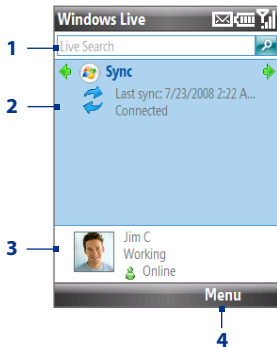 Windows Live
1
Live Search
Sync
2
Last sync: 7/23/2008 2:22 A...
Connected
3
Jim C
Working
Online
Menu
4